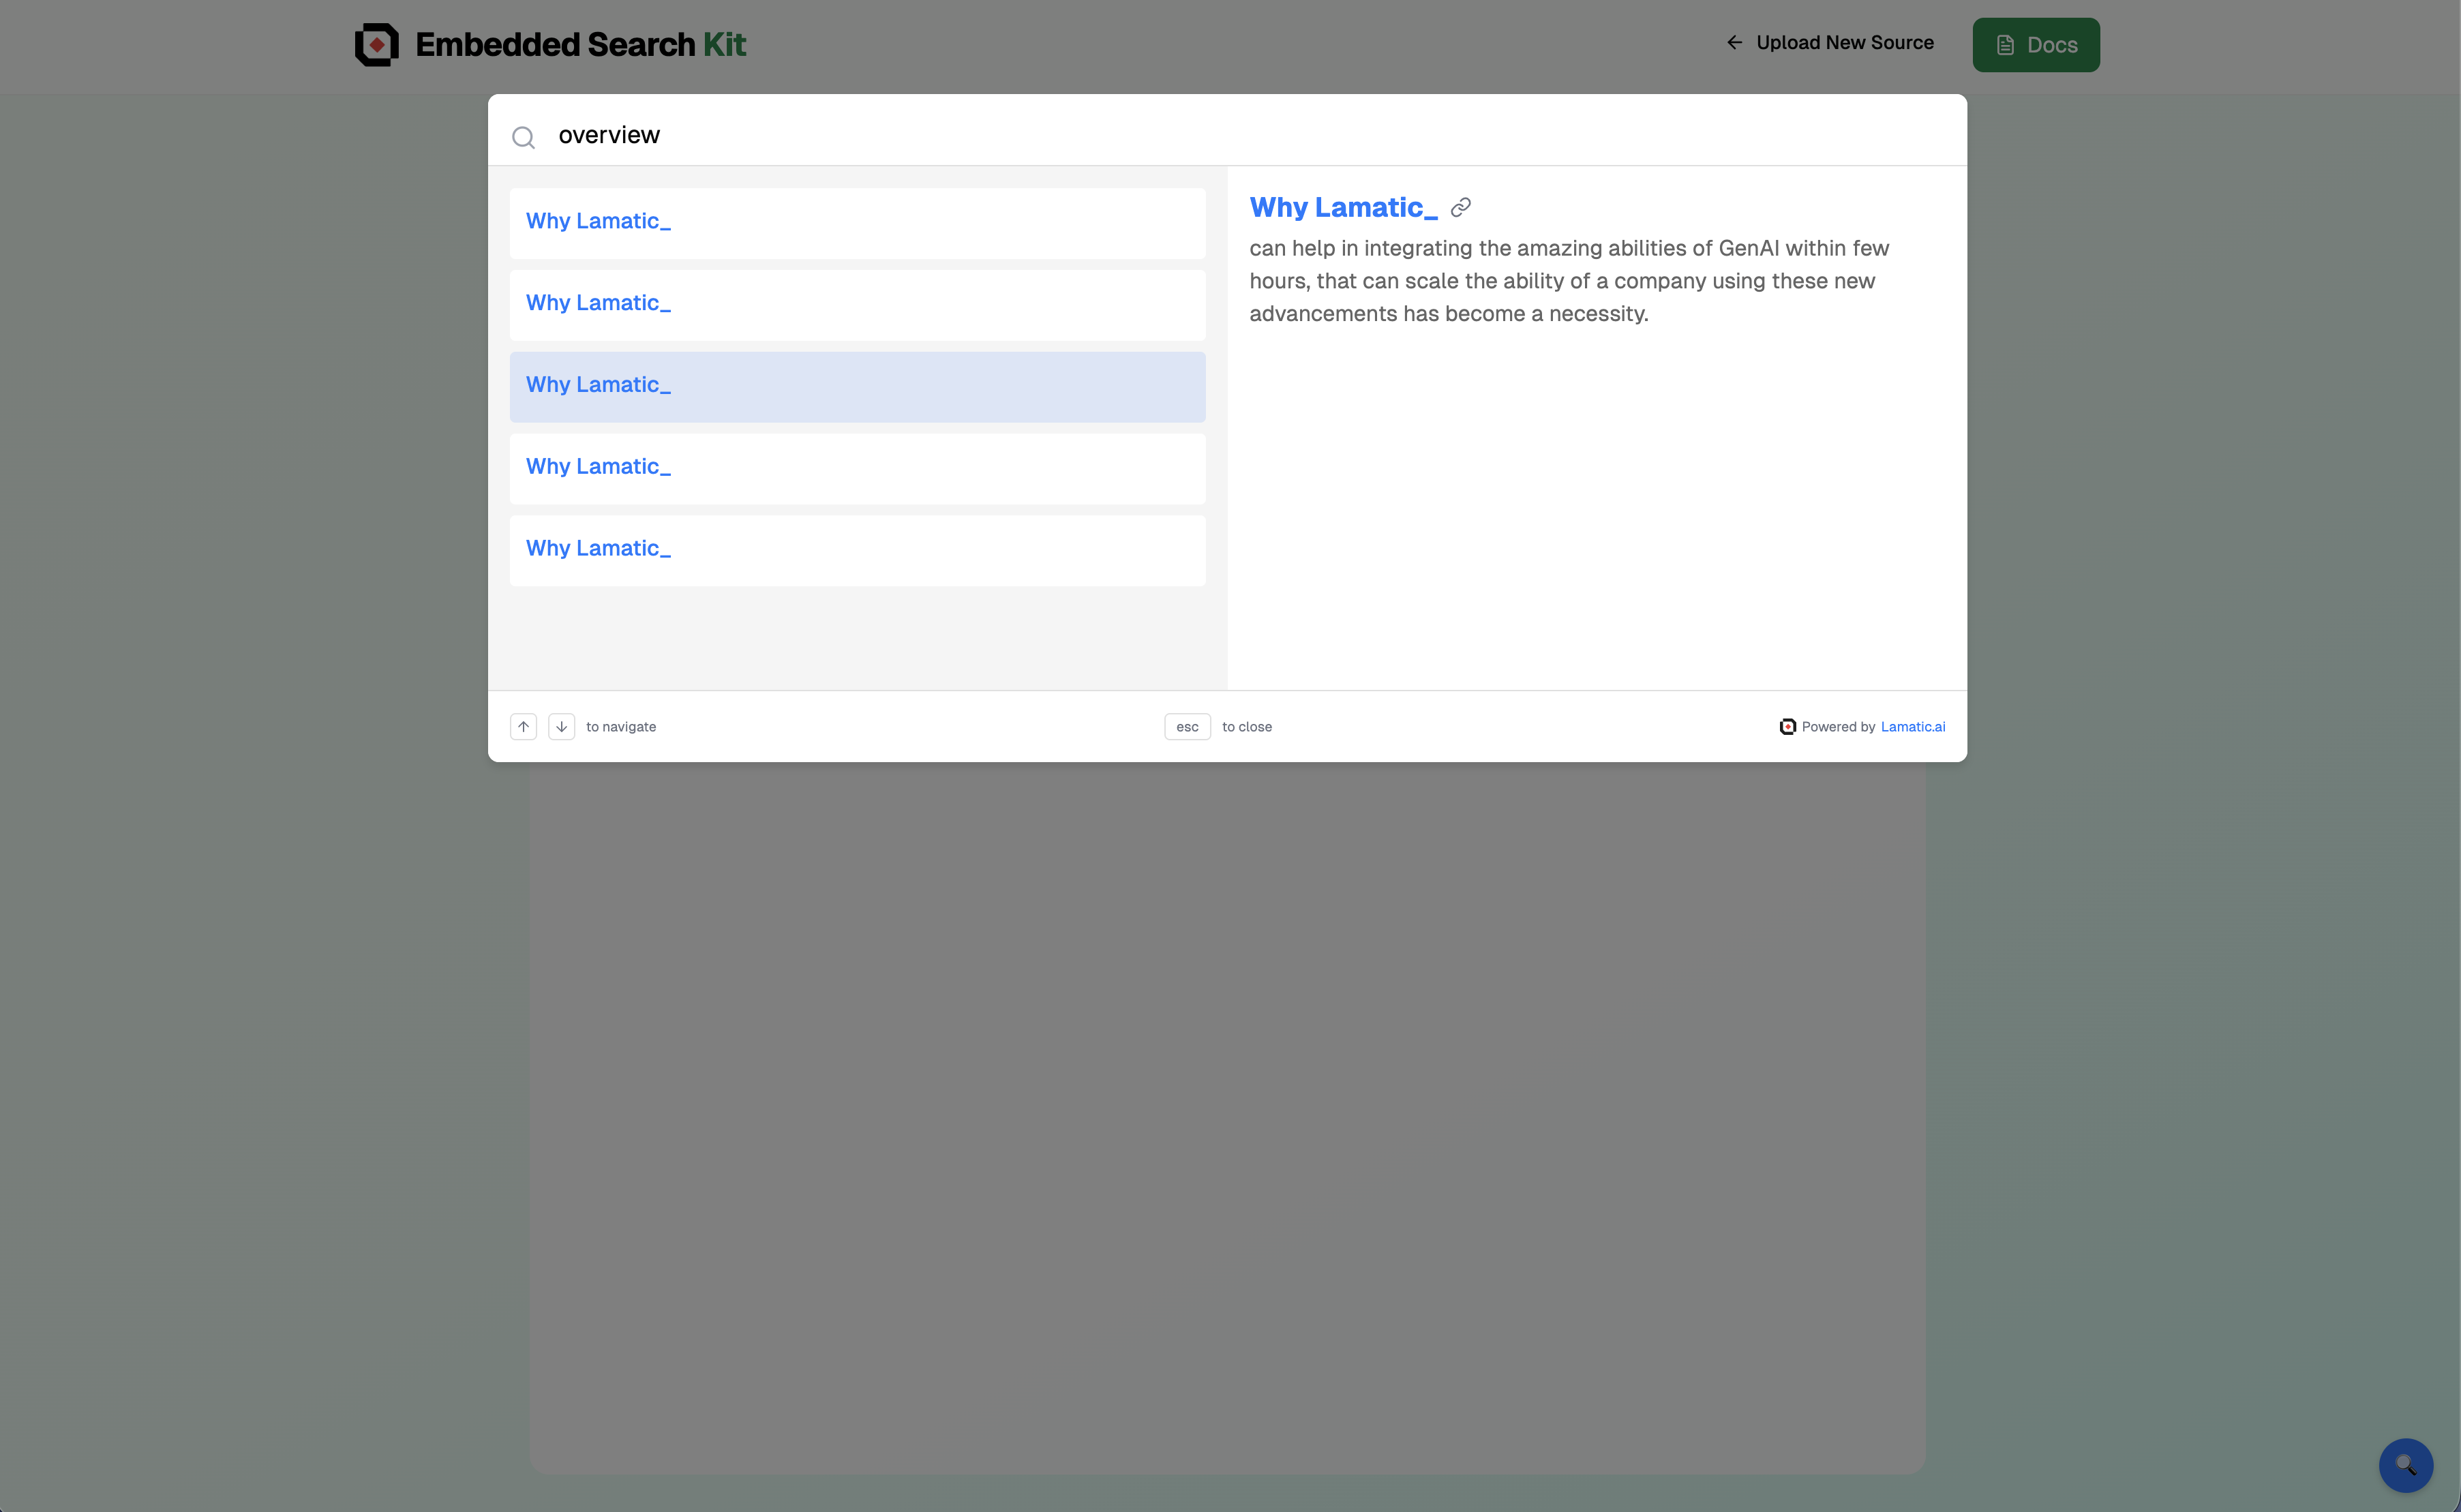 Embedded Search Kit
Upload New Source
Docs
overview
Why Lamatic_
Why Lamatic_
Why Lamatic_
Why Lamatic_
Why Lamatic_
Why Lamatic_
can help in integrating the amazing abilities of GenAI within few
hours, that can scale the ability of a company using these new
advancements has become a necessity.
to navigate
esc to close
Powered by Lamatic.ai